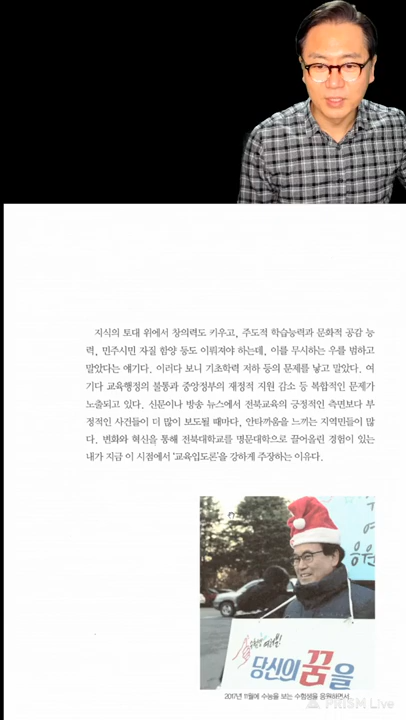 지식의 토대 위에서 창의력도 키우고, 주도적 학습능력과 문화적 공감 능
력, 민주시민 자질 함양 등도 이뤄져야 하는데, 이를 무시하는 우를 범하고
말았다는 얘기다. 이러다 보니 기초학력 저하 등의 문제를 낳고 말았다. 여
기다 교육행정의 불통과 중앙정부의 재정적 지원 감소 등 복합적인 문제가
노출되고 있다. 신문이나 방송 뉴스에서 전북교육의 긍정적인 측면보다 부
정적인 사건들이 더 많이 보도될 때마다, 안타까움을 느끼는 지역민들이 많
다. 변화와 혁신을 통해 전북대학교를 명문대학으로 끌어올린 경험이 있는
내가 지금 이 시점에서 '교육입도론'을 강하게 주장하는 이유다.
여
응원
당신의 꿈을
2017년 11월에 수능을 보는 수험생을 응원하면서
PRISM Live